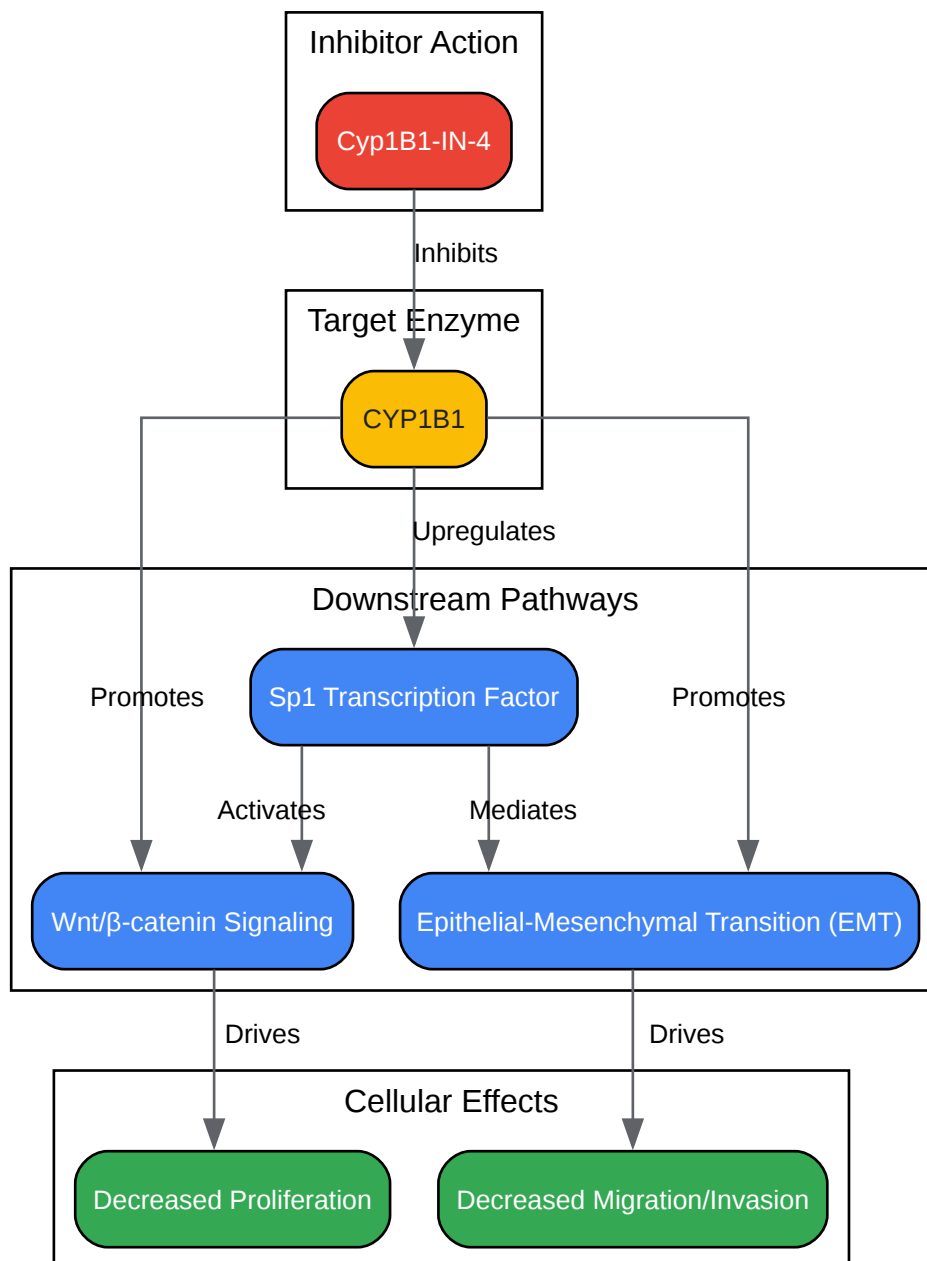 Inhibitor Action
Cyp1B1-IN-4
Inhibits
Target Enzyme
CYP1B1
Upregulates
Downstream Pathways
Sp1 Transcription Factor
Promotes
Promotes
Activates
Mediates
Wnt/β-catenin Signaling
Epithelial-Mesenchymal Transition (EMT)
Drives
Drives
Cellular Effects
Decreased Proliferation
Decreased Migration/Invasion